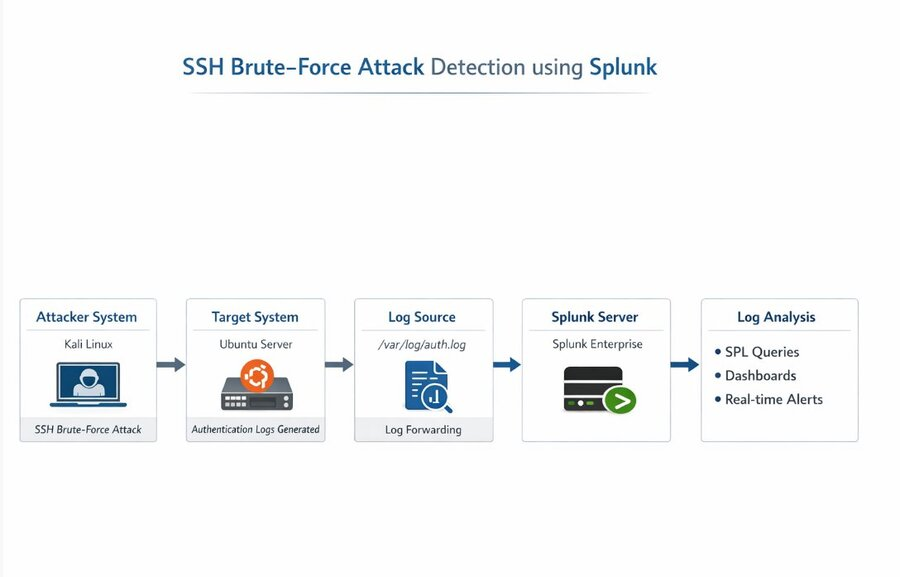 SSH Brute-Force Attack Detection using Splunk
Attacker System
Kali Linux
SSH Brute-Force Attack
Target System
Ubuntu Server
Authentication Logs Generated
Log Source
/var/log/auth.log
Log Forwarding
Splunk Server
Splunk Enterprise
Log Analysis
• SPL Queries
• Dashboards
• Real-time Alerts